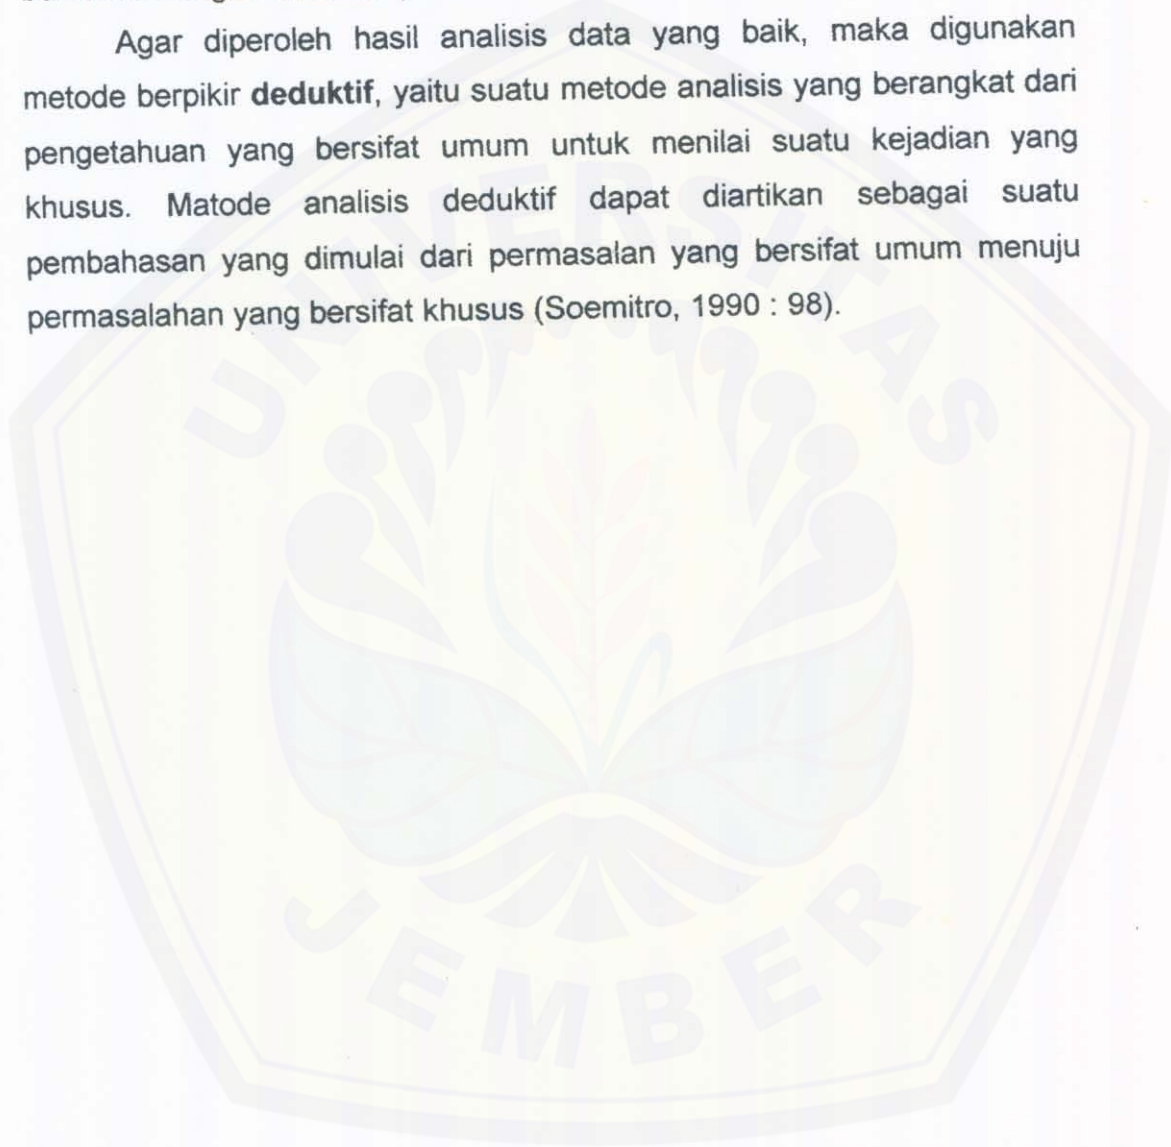 Agar diperoleh hasil analisis data yang baik, maka digunakan
metode berpikir deduktif, yaitu suatu metode analisis yang berangkat dari
pengetahuan yang bersifat umum untuk menilai suatu kejadian yang
khusus. Matode analisis deduktif dapat diartikan sebagai suatu
pembahasan yang dimulai dari permasalan yang bersifat umum menuju
permasalahan yang bersifat khusus (Soemitro, 1990 : 98).
UNIVERSITAS
JEMBER